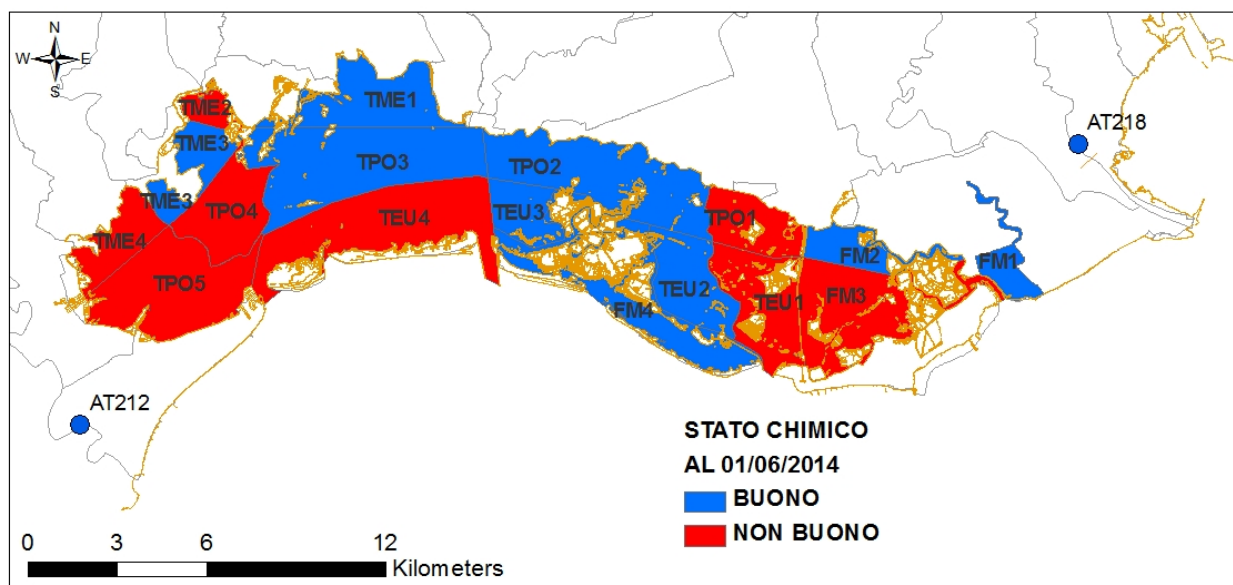 N
W E
S
TME1
TME2
AT218
TME3
TPO3
TPO2
TME3
TPO4
TEU4
TEU3
TPO1
TME4
FM2
FM1
TPO5
TEU2
TEU1
FM3
FM4
AT212
STATO CHIMICO
AL 01/06/2014
BUONO
NON BUONO
0 3 6 12
Kilometers